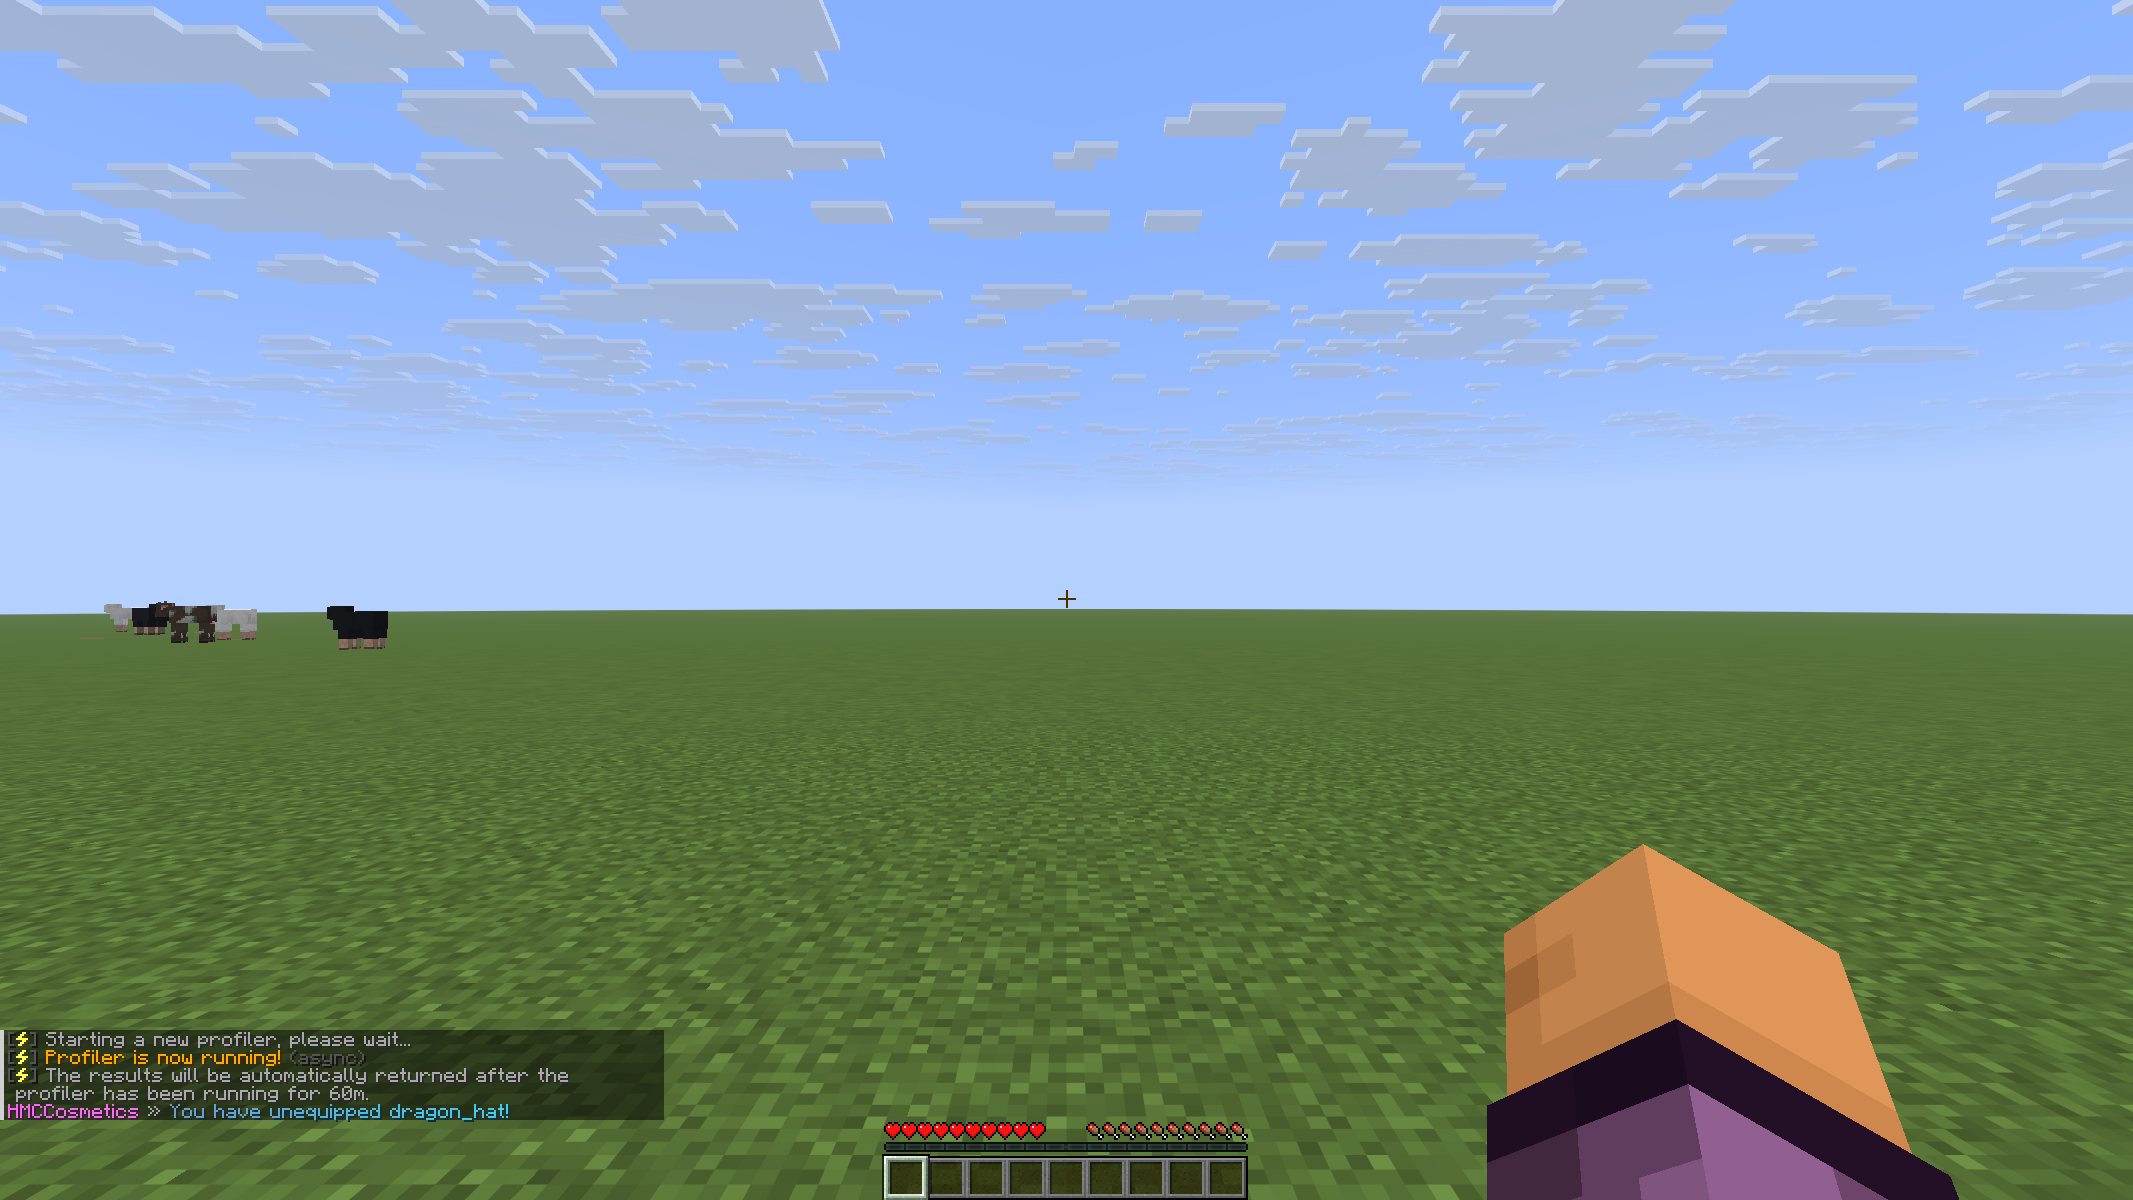 [⚡] Starting a new profiler, please wait...
[⚡] Profiler is now running! (async)
[⚡] The results will be automatically returned after the
profiler has been running for 60m.
HMCCosmetics » You have unequipped dragon_hat!